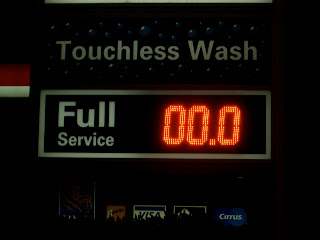 Touchless Wash
Full
Service
00.0
VISA
Cirrus